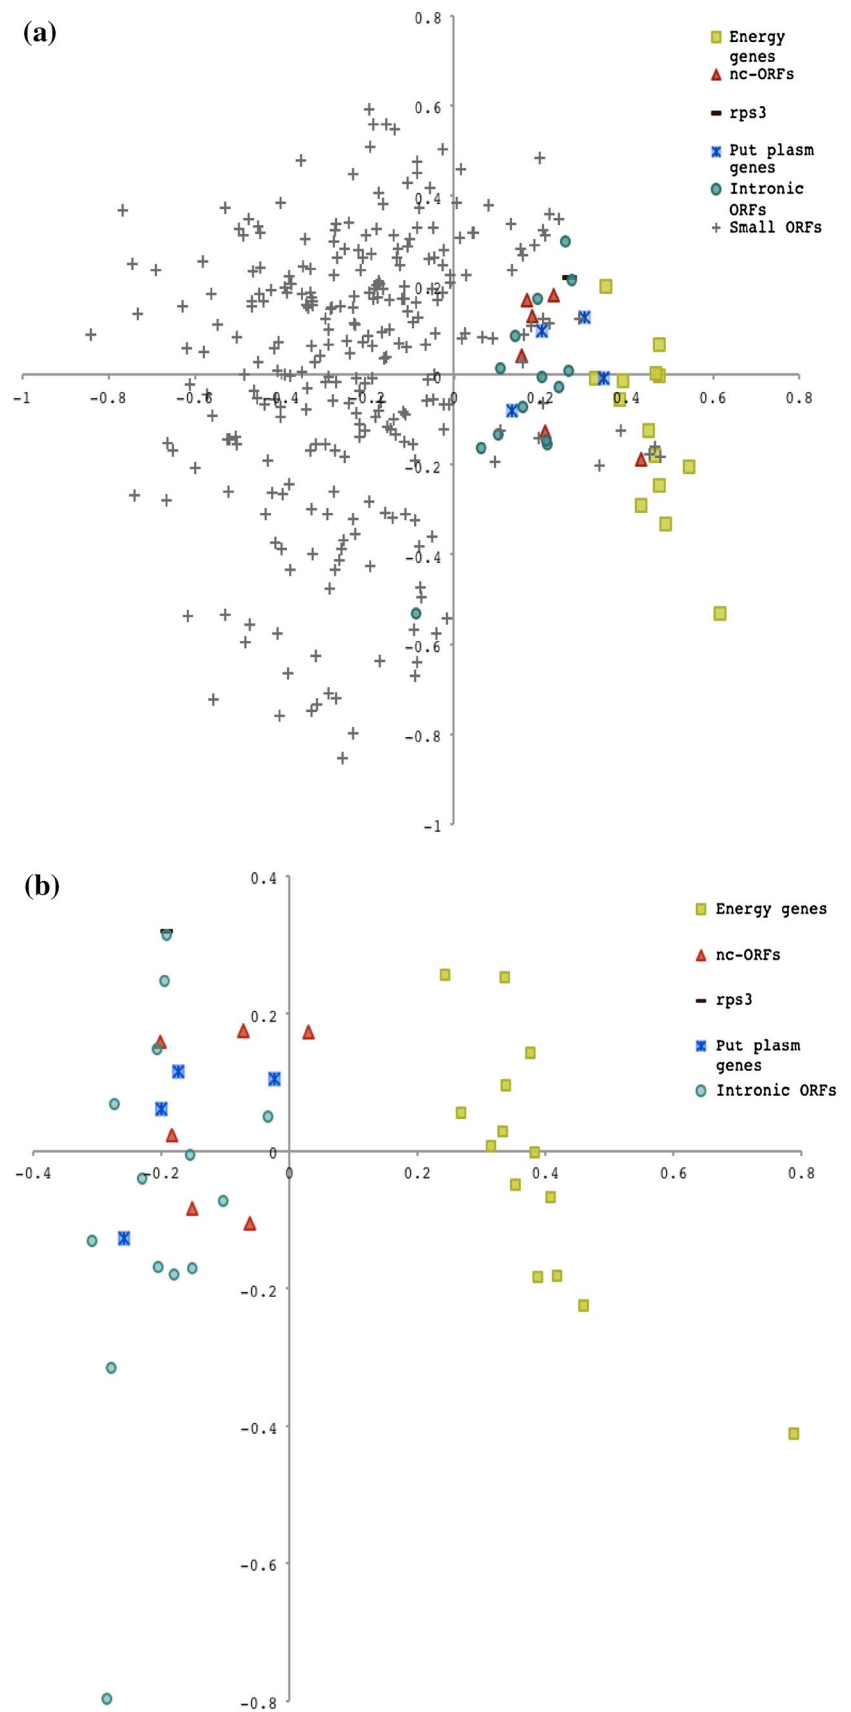 (a)
0.8
Energy
genes
nc-ORFs
0.6
rps3
Put plasm
genes
0.4
Intronic
ORFs
Small ORFs
0.2
0
-1
-0.8
-0.6
-0.4
-0.2
0
0.2
0.4
0.6
0.8
-0.2
-0.4
-0.6
-0.8
-1
(b)
0.4
Energy genes
nc-ORFs
rps3
0.2
Put plasm
genes
Intronic ORFs
0
-0.4
-0.2
0
0.2
0.4
0.6
0.8
-0.2
-0.4
-0.6
-0.8